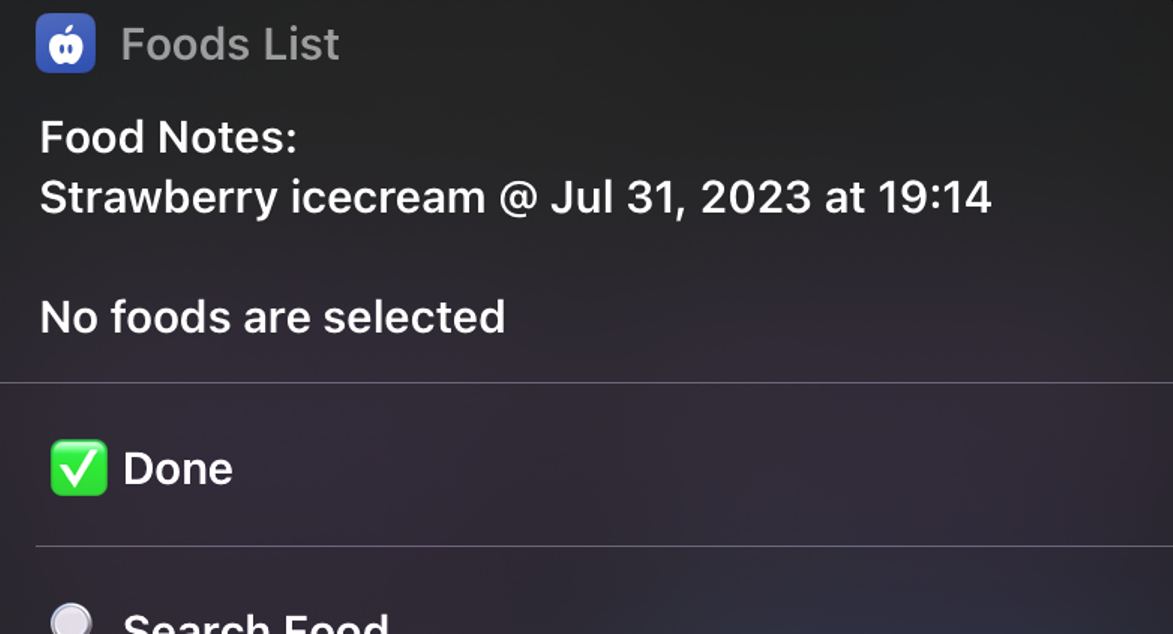 Foods List
Food Notes:
Strawberry icecream @ Jul 31, 2023 at 19:14
No foods are selected
Done
Search Food